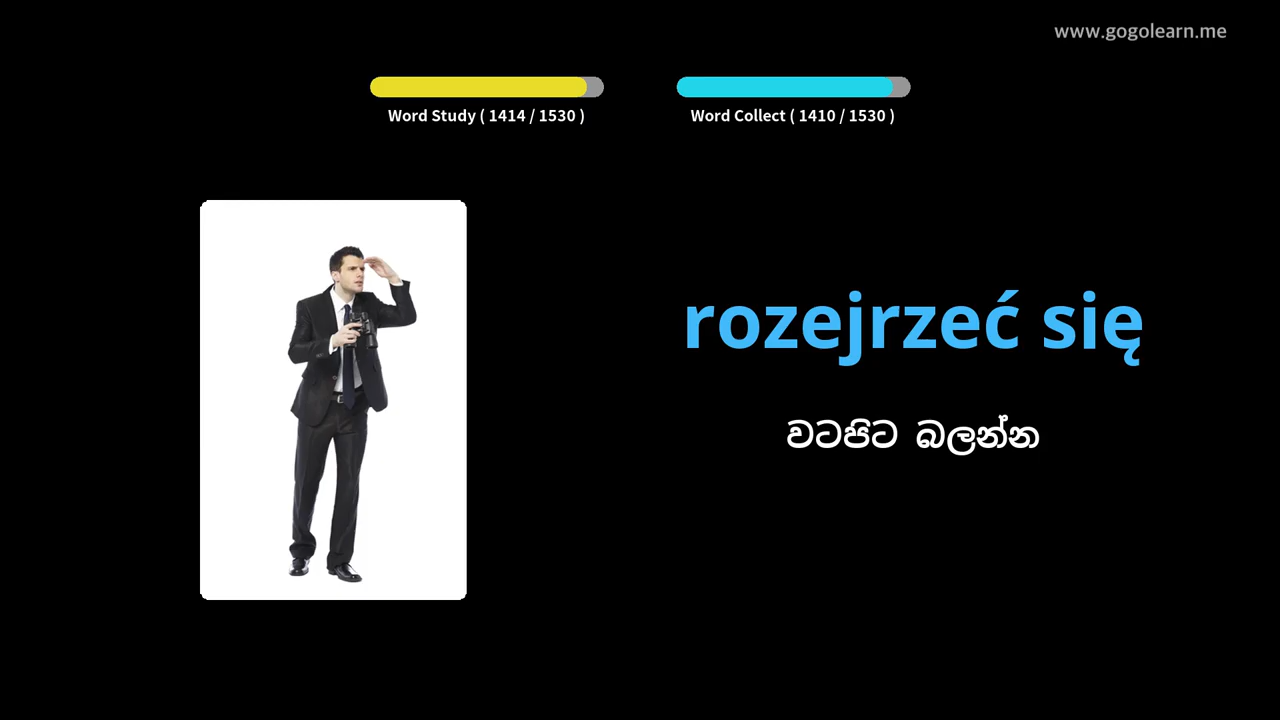 www.gogolearn.me
Word Study ( 1414 / 1530 )
Word Collect ( 1410 / 1530 )
rozejrzeć się
වටපිට බලන්න